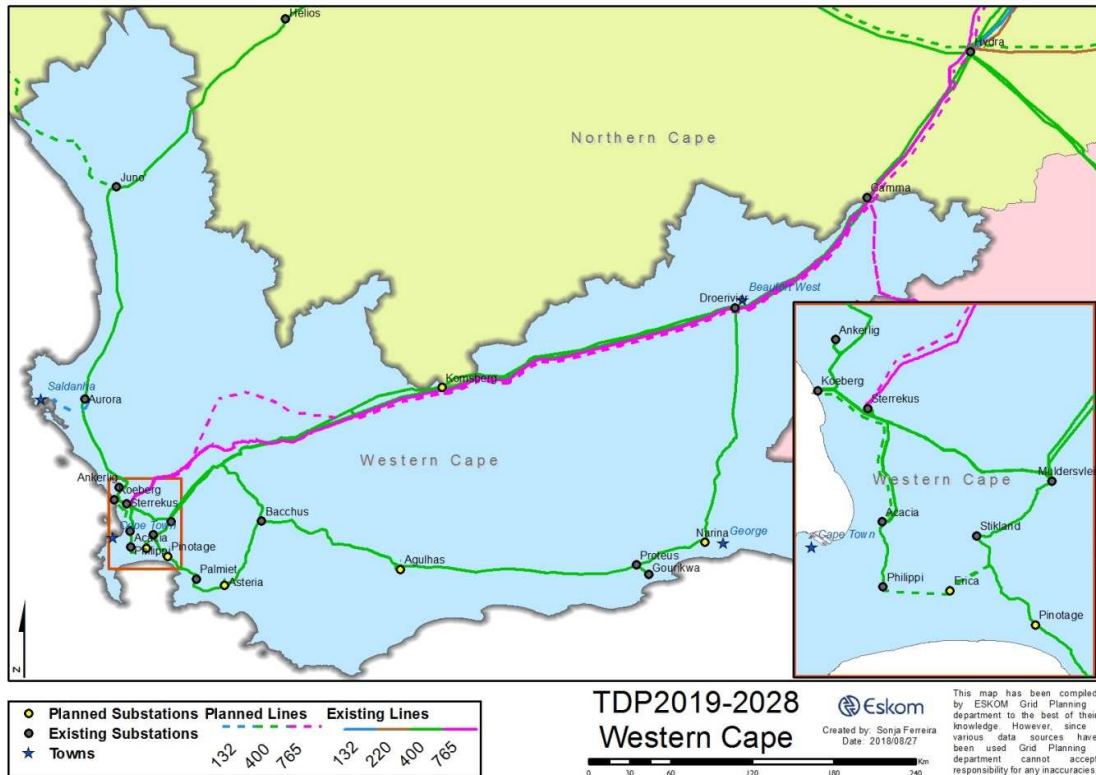 Helios
Hydra
Northern Cape
Juno
Gamma
Beaufort West
Droerivier
Komsberg
Saldanha
Aurora
Western Cape
Ankerlig
Koeberg
Sterrekus
Cape Town
Acacia
Philippi
Pinotage
Bacchus
Palmiet
Asteria
Agulhas
Proteus
Gourikwa
Narina
George
Ankerlig
Koeberg
Sterrekus
Muldersvlei
Western Cape
Acacia
Cape Town
Stikland
Philippi
Erica
Pinotage
N
Planned Substations Planned Lines Existing Lines
Existing Substations
Towns
132 400 765 132 220 400 765
TDP2019-2028
Western Cape
Eskom
Created by: Sonja Ferreira
Date: 2018/08/27
0 30 60 120 180 240
Km
This map has been compiled
by ESKOM Grid Planning
department to the best of their
knowledge. However, since
various data sources have
been used Grid Planning
department cannot accept
responsibility for any inaccuracies